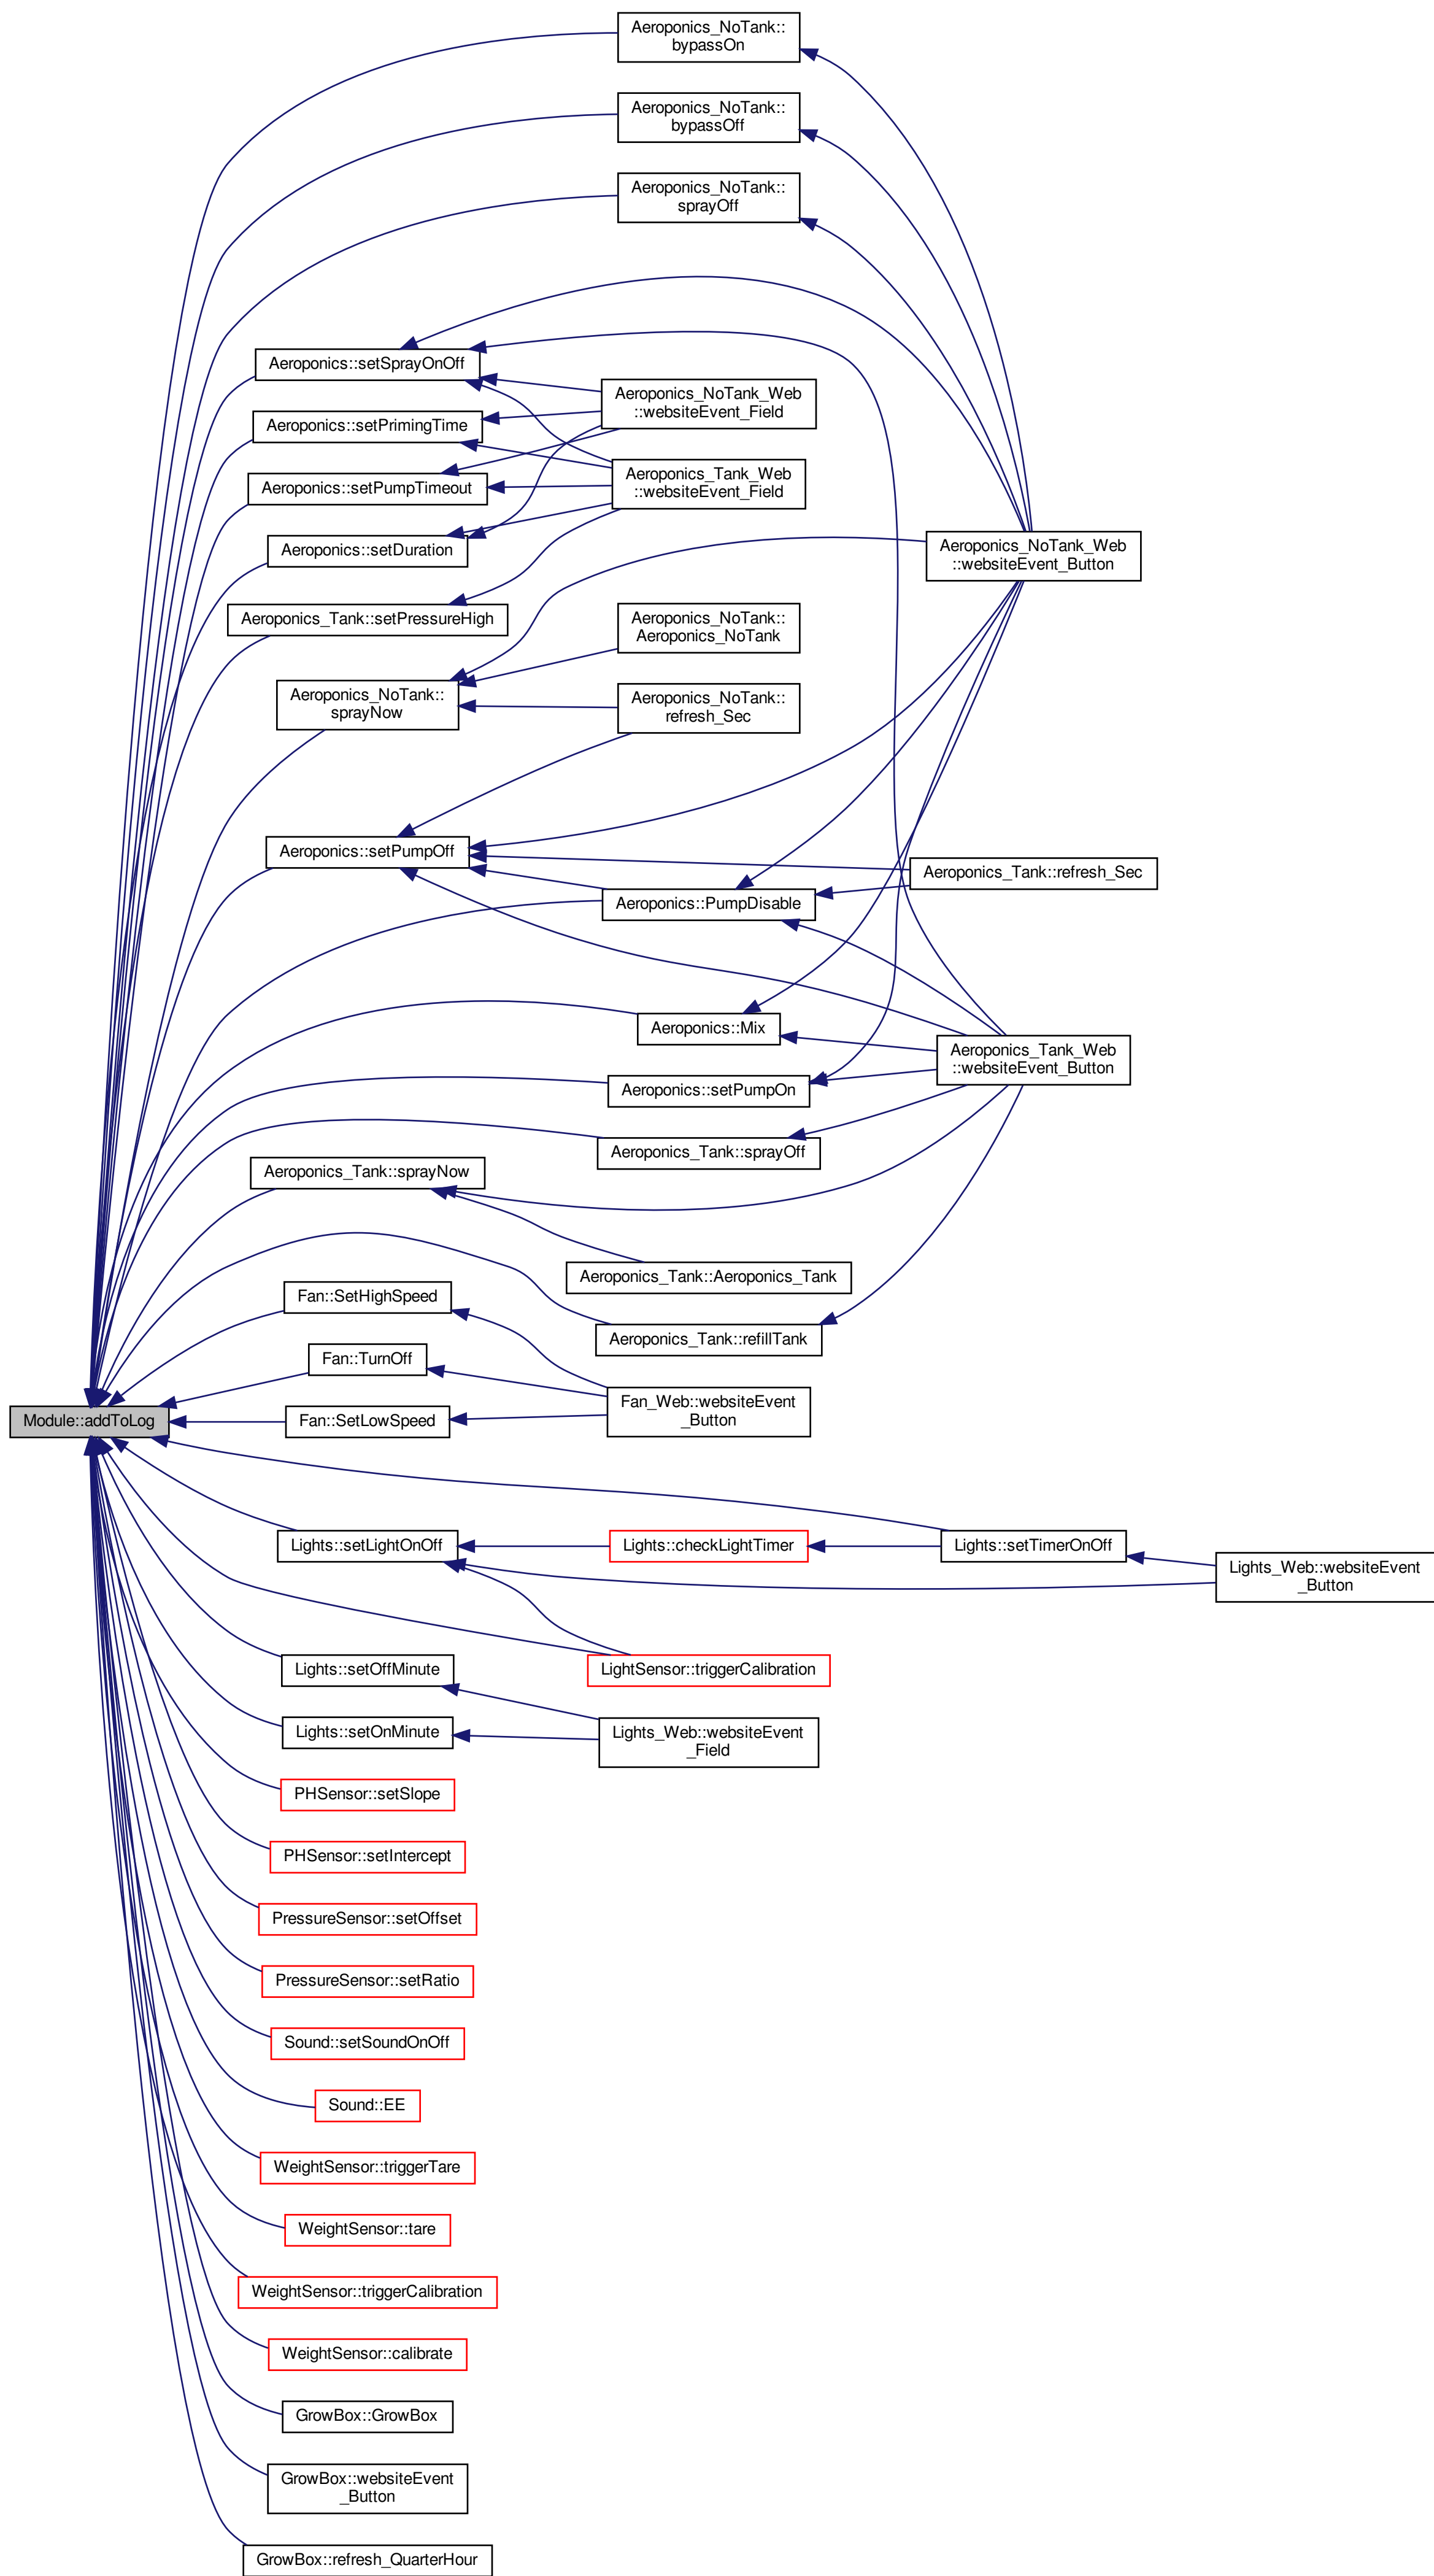 Aeroponics_NoTank::
bypassOn
Aeroponics_NoTank::
bypassOff
Aeroponics_NoTank::
sprayOff
Aeroponics::setSprayOnOff
Aeroponics_NoTank_Web
::websiteEvent_Field
Aeroponics::setPrimingTime
Aeroponics_Tank_Web
::websiteEvent_Field
Aeroponics::setPumpTimeout
Aeroponics::setDuration
Aeroponics_NoTank_Web
::websiteEvent_Button
Aeroponics_Tank::setPressureHigh
Aeroponics_NoTank::
Aeroponics_NoTank
Aeroponics_NoTank::
sprayNow
Aeroponics_NoTank::
refresh_Sec
Aeroponics::setPumpOff
Aeroponics_Tank::refresh_Sec
Aeroponics::PumpDisable
Aeroponics::Mix
Aeroponics_Tank_Web
::websiteEvent_Button
Aeroponics::setPumpOn
Aeroponics_Tank::sprayOff
Aeroponics_Tank::sprayNow
Aeroponics_Tank::Aeroponics_Tank
Fan::SetHighSpeed
Aeroponics_Tank::refillTank
Fan::TurnOff
Fan_Web::websiteEvent
_Button
Module::addToLog
Fan::SetLowSpeed
Lights::setLightOnOff
Lights::checkLightTimer
Lights::setTimerOnOff
Lights_Web::websiteEvent
_Button
Lights::setOffMinute
LightSensor::triggerCalibration
Lights::setOnMinute
Lights_Web::websiteEvent
_Field
PHSensor::setSlope
PHSensor::setIntercept
PressureSensor::setOffset
PressureSensor::setRatio
Sound::setSoundOnOff
Sound::EE
WeightSensor::triggerTare
WeightSensor::tare
WeightSensor::triggerCalibration
WeightSensor::calibrate
GrowBox::GrowBox
GrowBox::websiteEvent
_Button
GrowBox::refresh_QuarterHour